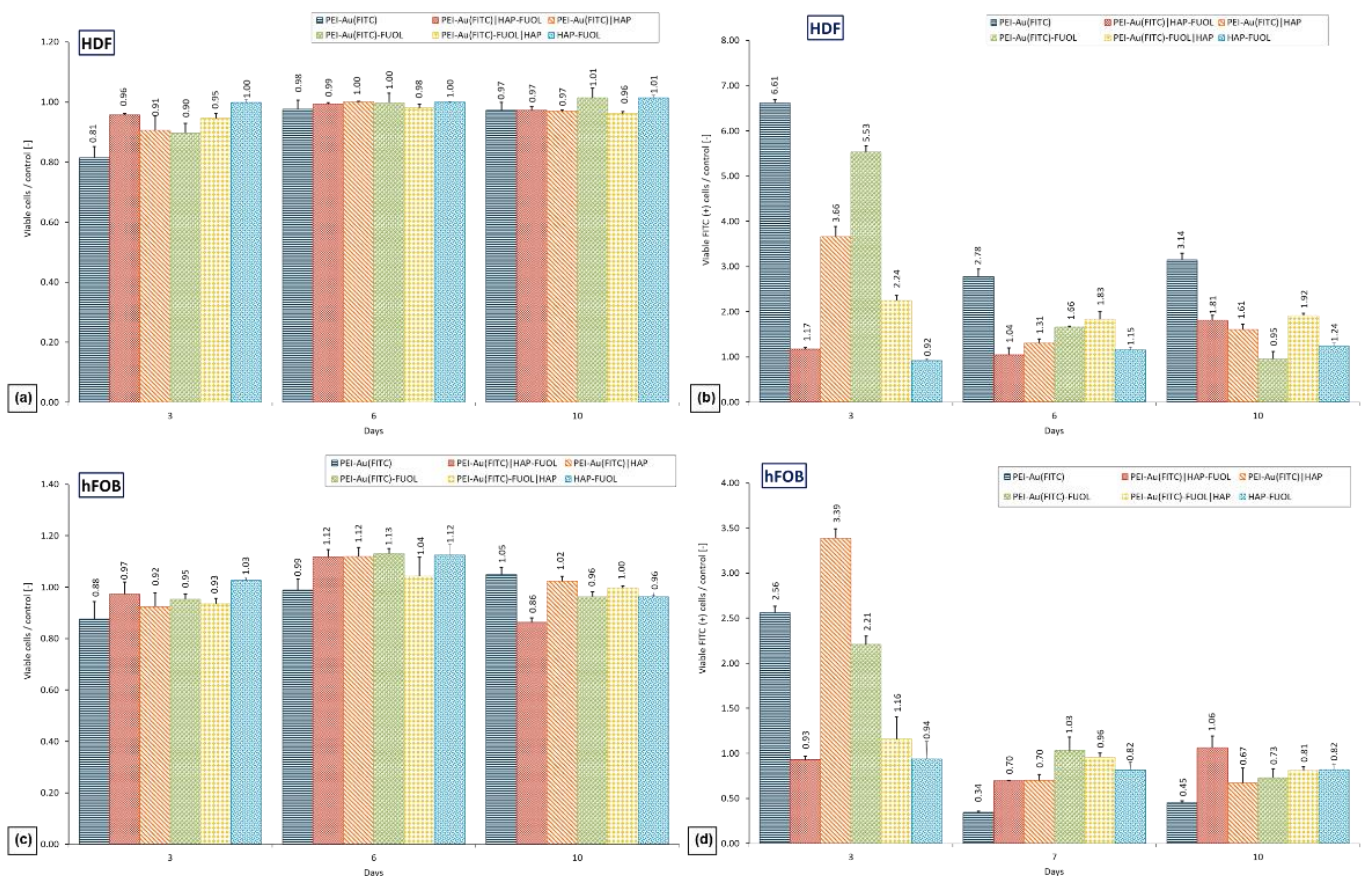 HDF
PEI-Au(FITC) PEI-Au(FITC)|HAP-FUOL PEI-Au(FITC)|HAP
PEI-Au(FITC)-FUOL PEI-Au(FITC)-FUOL|HAP HAP-FUOL
Viable cells / control [-]
1.20
1.00
0.80
0.60
0.40
0.20
0.00
0.81 0.96 0.91 0.90 0.95 1.00
0.98 0.99 1.00 1.00 0.98 1.00
0.97 0.97 0.97 1.01 0.96 1.01
3 6 10
Days
(a)
HDF
PEI-Au(FITC) PEI-Au(FITC)|HAP-FUOL PEI-Au(FITC)|HAP
PEI-Au(FITC)-FUOL PEI-Au(FITC)-FUOL|HAP HAP-FUOL
Viable FITC (+) cells / control [-]
8.00
7.00
6.00
5.00
4.00
3.00
2.00
1.00
0.00
6.61 1.17 3.66 5.53 2.24 0.92
2.78 1.04 1.31 1.66 1.83 1.15
3.14 1.81 1.61 0.95 1.92 1.24
3 6 10
Days
(b)
hFOB
PEI-Au(FITC) PEI-Au(FITC)|HAP-FUOL PEI-Au(FITC)|HAP
PEI-Au(FITC)-FUOL PEI-Au(FITC)-FUOL|HAP HAP-FUOL
Viable cells / control [-]
1.40
1.20
1.00
0.80
0.60
0.40
0.20
0.00
0.88 0.97 0.92 0.95 0.93 1.03
0.99 1.12 1.12 1.13 1.04 1.12
1.05 0.86 1.02 0.96 1.00 0.96
3 6 10
Days
(c)
hFOB
PEI-Au(FITC) PEI-Au(FITC)|HAP-FUOL PEI-Au(FITC)|HAP
PEI-Au(FITC)-FUOL PEI-Au(FITC)-FUOL|HAP HAP-FUOL
Viable FITC (+) cells / control [-]
4.00
3.50
3.00
2.50
2.00
1.50
1.00
0.50
0.00
2.56 0.93 3.39 2.21 1.16 0.94
0.34 0.70 0.70 1.03 0.96 0.82
0.45 1.06 0.67 0.73 0.81 0.82
3 7 10
Days
(d)